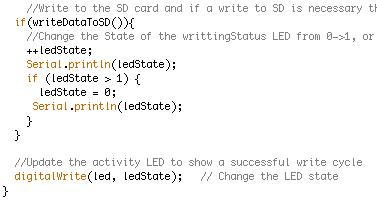 //Write to the SD card and if a write to SD is necessary
if(writeDataToSD()){
//Change the State of the writtingStatus LED from 0->1, or
++ledState;
Serial.println(ledState);
if (ledState > 1) {
ledState = 0;
Serial.println(ledState);
}
}
//Update the activity LED to show a successful write cycle
digitalWrite(led, ledState);   // Change the LED state
}